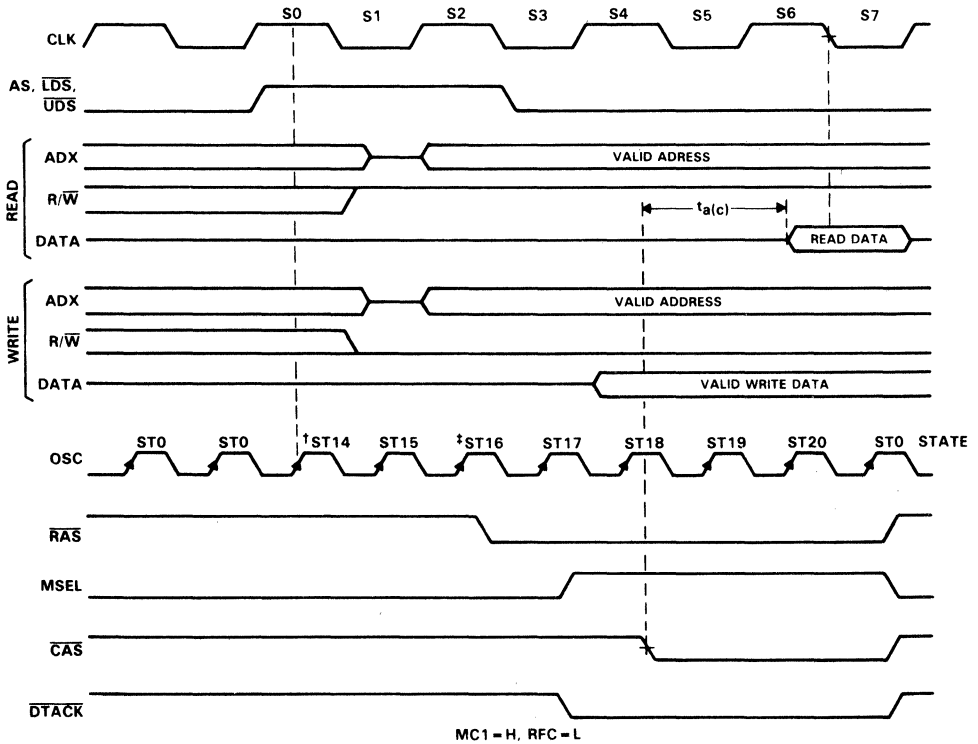 S0 S1 S2 S3 S4 S5 S6 S7
CLK
AS, LDS,
UDS
READ
ADX VALID ADRESS
R/W
ta(c)
DATA READ DATA
WRITE
ADX VALID ADDRESS
R/W
DATA VALID WRITE DATA
ST0 ST0 †ST14 ST15 ‡ST16 ST17 ST18 ST19 ST20 ST0 STATE
OSC
RAS
MSEL
CAS
DTACK
MC1 = H, RFC = L